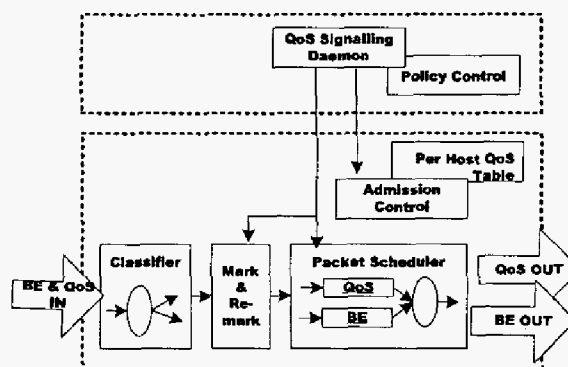 QoS Signalling
Daemon
Policy Control
Per Host QoS
Table
Admission
Control
Classifier
Mark
&
Re-
mark
Packet Scheduler
QoS
BE
BE & QoS
IN
QoS OUT
BE OUT